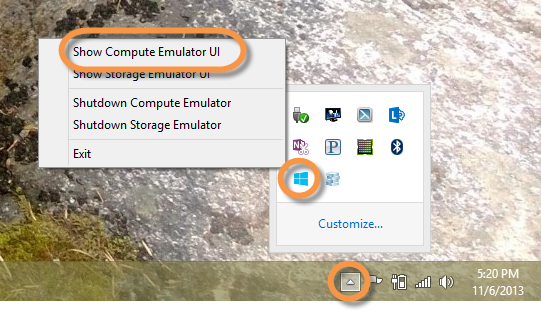 Show Compute Emulator UI
Show Storage Emulator UI
Shutdown Compute Emulator
Shutdown Storage Emulator
Exit
Customize...
5:20 PM
11/6/2013